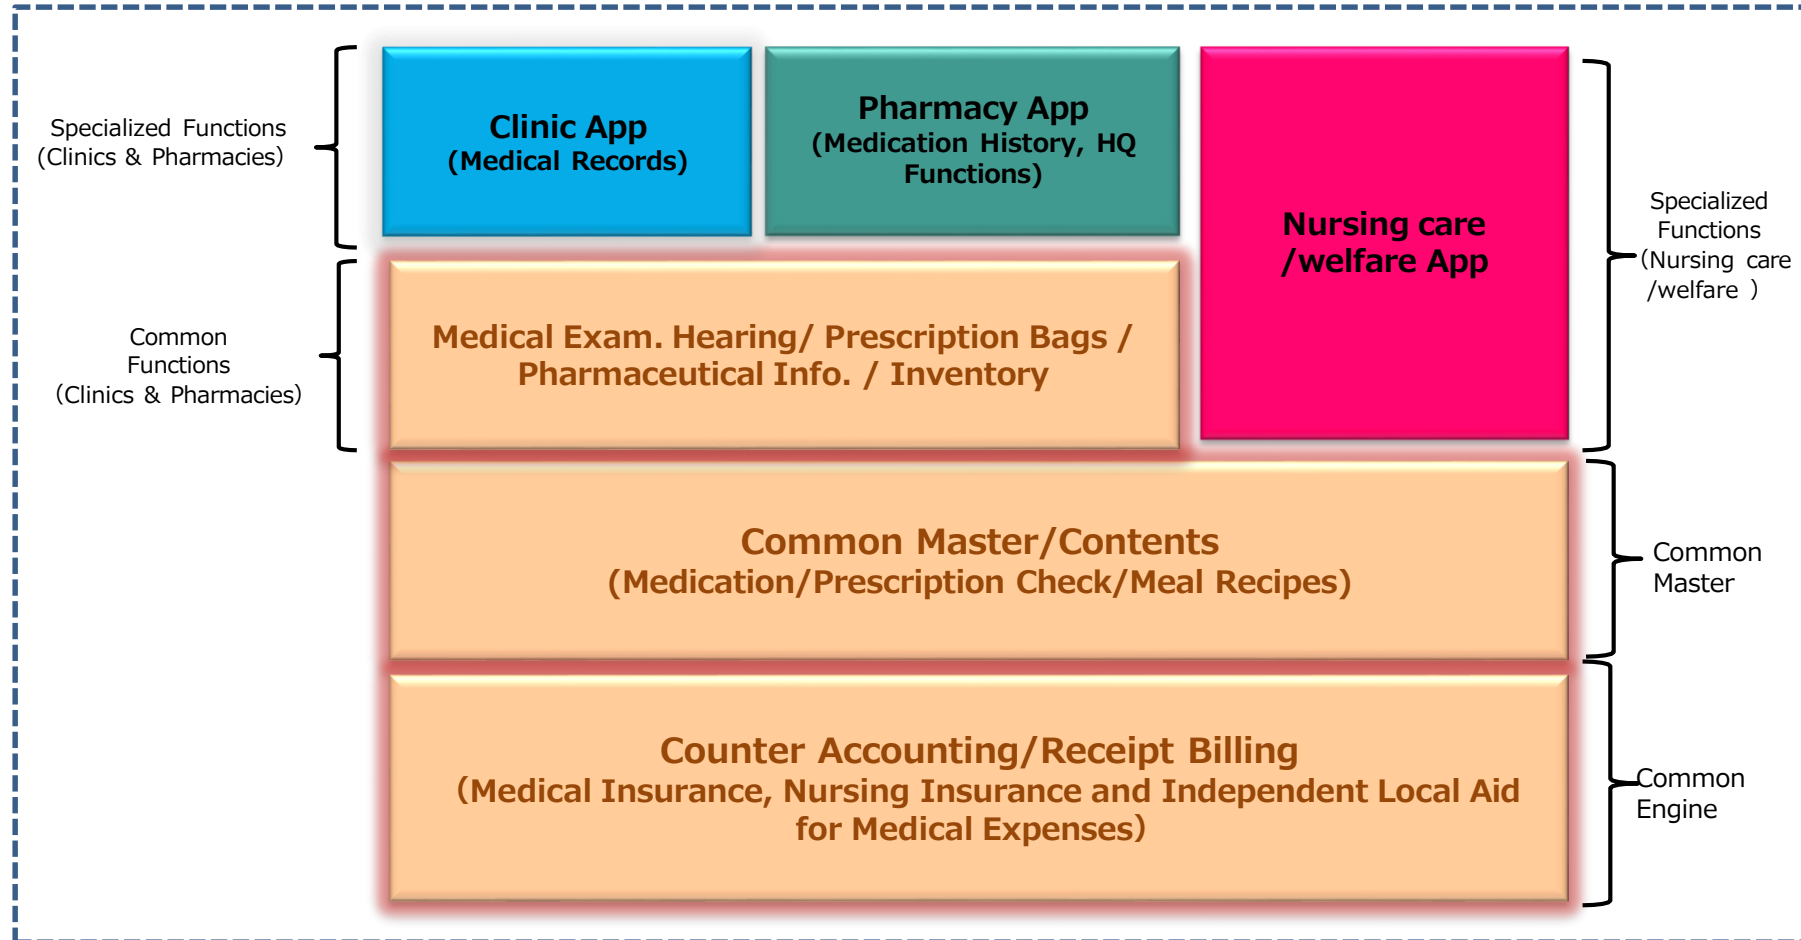 Specialized Functions
(Clinics & Pharmacies)
Clinic App
(Medical Records)
Pharmacy App
(Medication History, HQ
Functions)
Nursing care
/welfare App
Specialized
Functions
(Nursing care
/welfare )
Common
Functions
(Clinics & Pharmacies)
Medical Exam. Hearing/ Prescription Bags /
Pharmaceutical Info. / Inventory
Common Master/Contents
(Medication/Prescription Check/Meal Recipes)
Common
Master
Counter Accounting/Receipt Billing
(Medical Insurance, Nursing Insurance and Independent Local Aid
for Medical Expenses)
Common
Engine